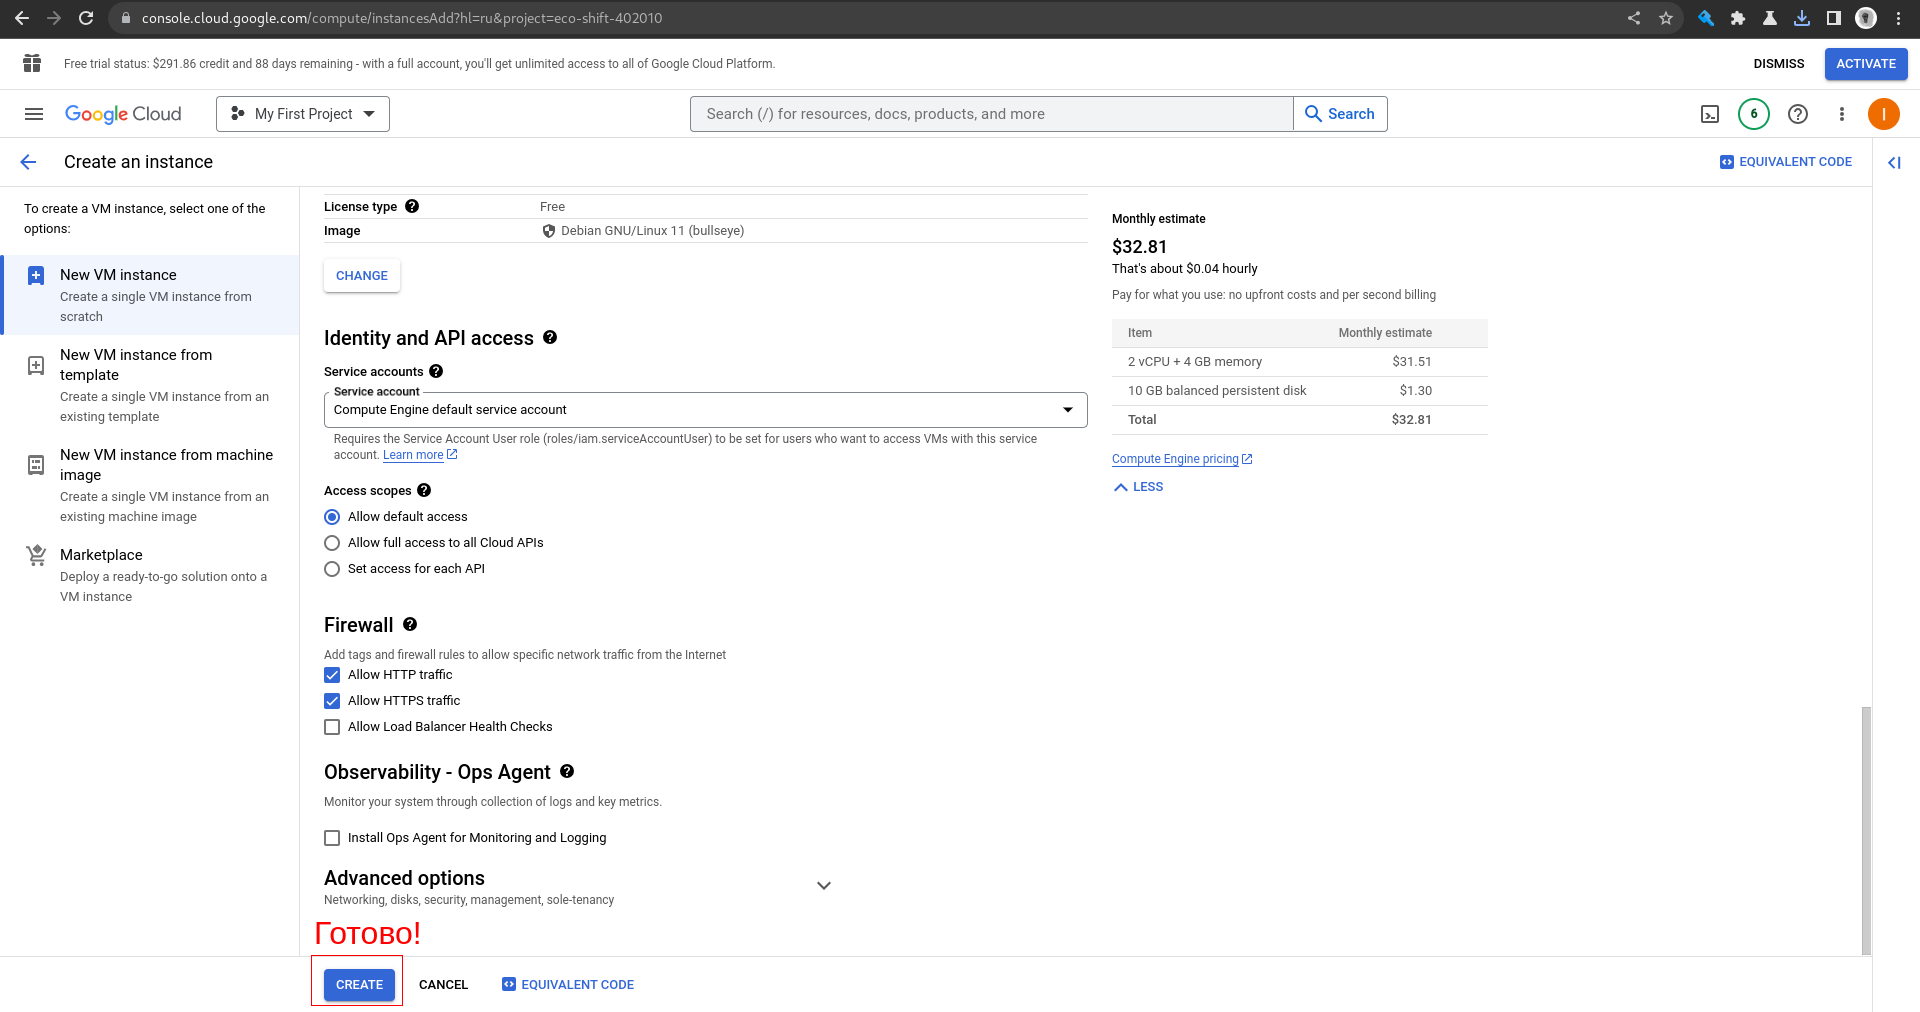 console.cloud.google.com/compute/instancesAdd?hl=ru&project=eco-shift-402010
Free trial status: $291.86 credit and 88 days remaining - with a full account, you'll get unlimited access to all of Google Cloud Platform.
DISMISS
ACTIVATE
Google Cloud
My First Project
Search (/) for resources, docs, products, and more
Search
6
I
Create an instance
EQUIVALENT CODE
To create a VM instance, select one of the
options:
New VM instance
Create a single VM instance from
scratch
New VM instance from
template
Create a single VM instance from an
existing template
New VM instance from machine
image
Create a single VM instance from an
existing machine image
Marketplace
Deploy a ready-to-go solution onto a
VM instance
License type Free
Image Debian GNU/Linux 11 (bullseye)
CHANGE
Identity and API access
Service accounts
Service account
Compute Engine default service account
Requires the Service Account User role (roles/iam.serviceAccountUser) to be set for users who want to access VMs with this service
account. Learn more
Access scopes
Allow default access
Allow full access to all Cloud APIs
Set access for each API
Firewall
Add tags and firewall rules to allow specific network traffic from the Internet
Allow HTTP traffic
Allow HTTPS traffic
Allow Load Balancer Health Checks
Observability - Ops Agent
Monitor your system through collection of logs and key metrics.
Install Ops Agent for Monitoring and Logging
Advanced options
Networking, disks, security, management, sole-tenancy
Готово!
CREATE
CANCEL
EQUIVALENT CODE
Monthly estimate
$32.81
That's about $0.04 hourly
Pay for what you use: no upfront costs and per second billing
Item Monthly estimate
2 vCPU + 4 GB memory $31.51
10 GB balanced persistent disk $1.30
Total $32.81
Compute Engine pricing
LESS